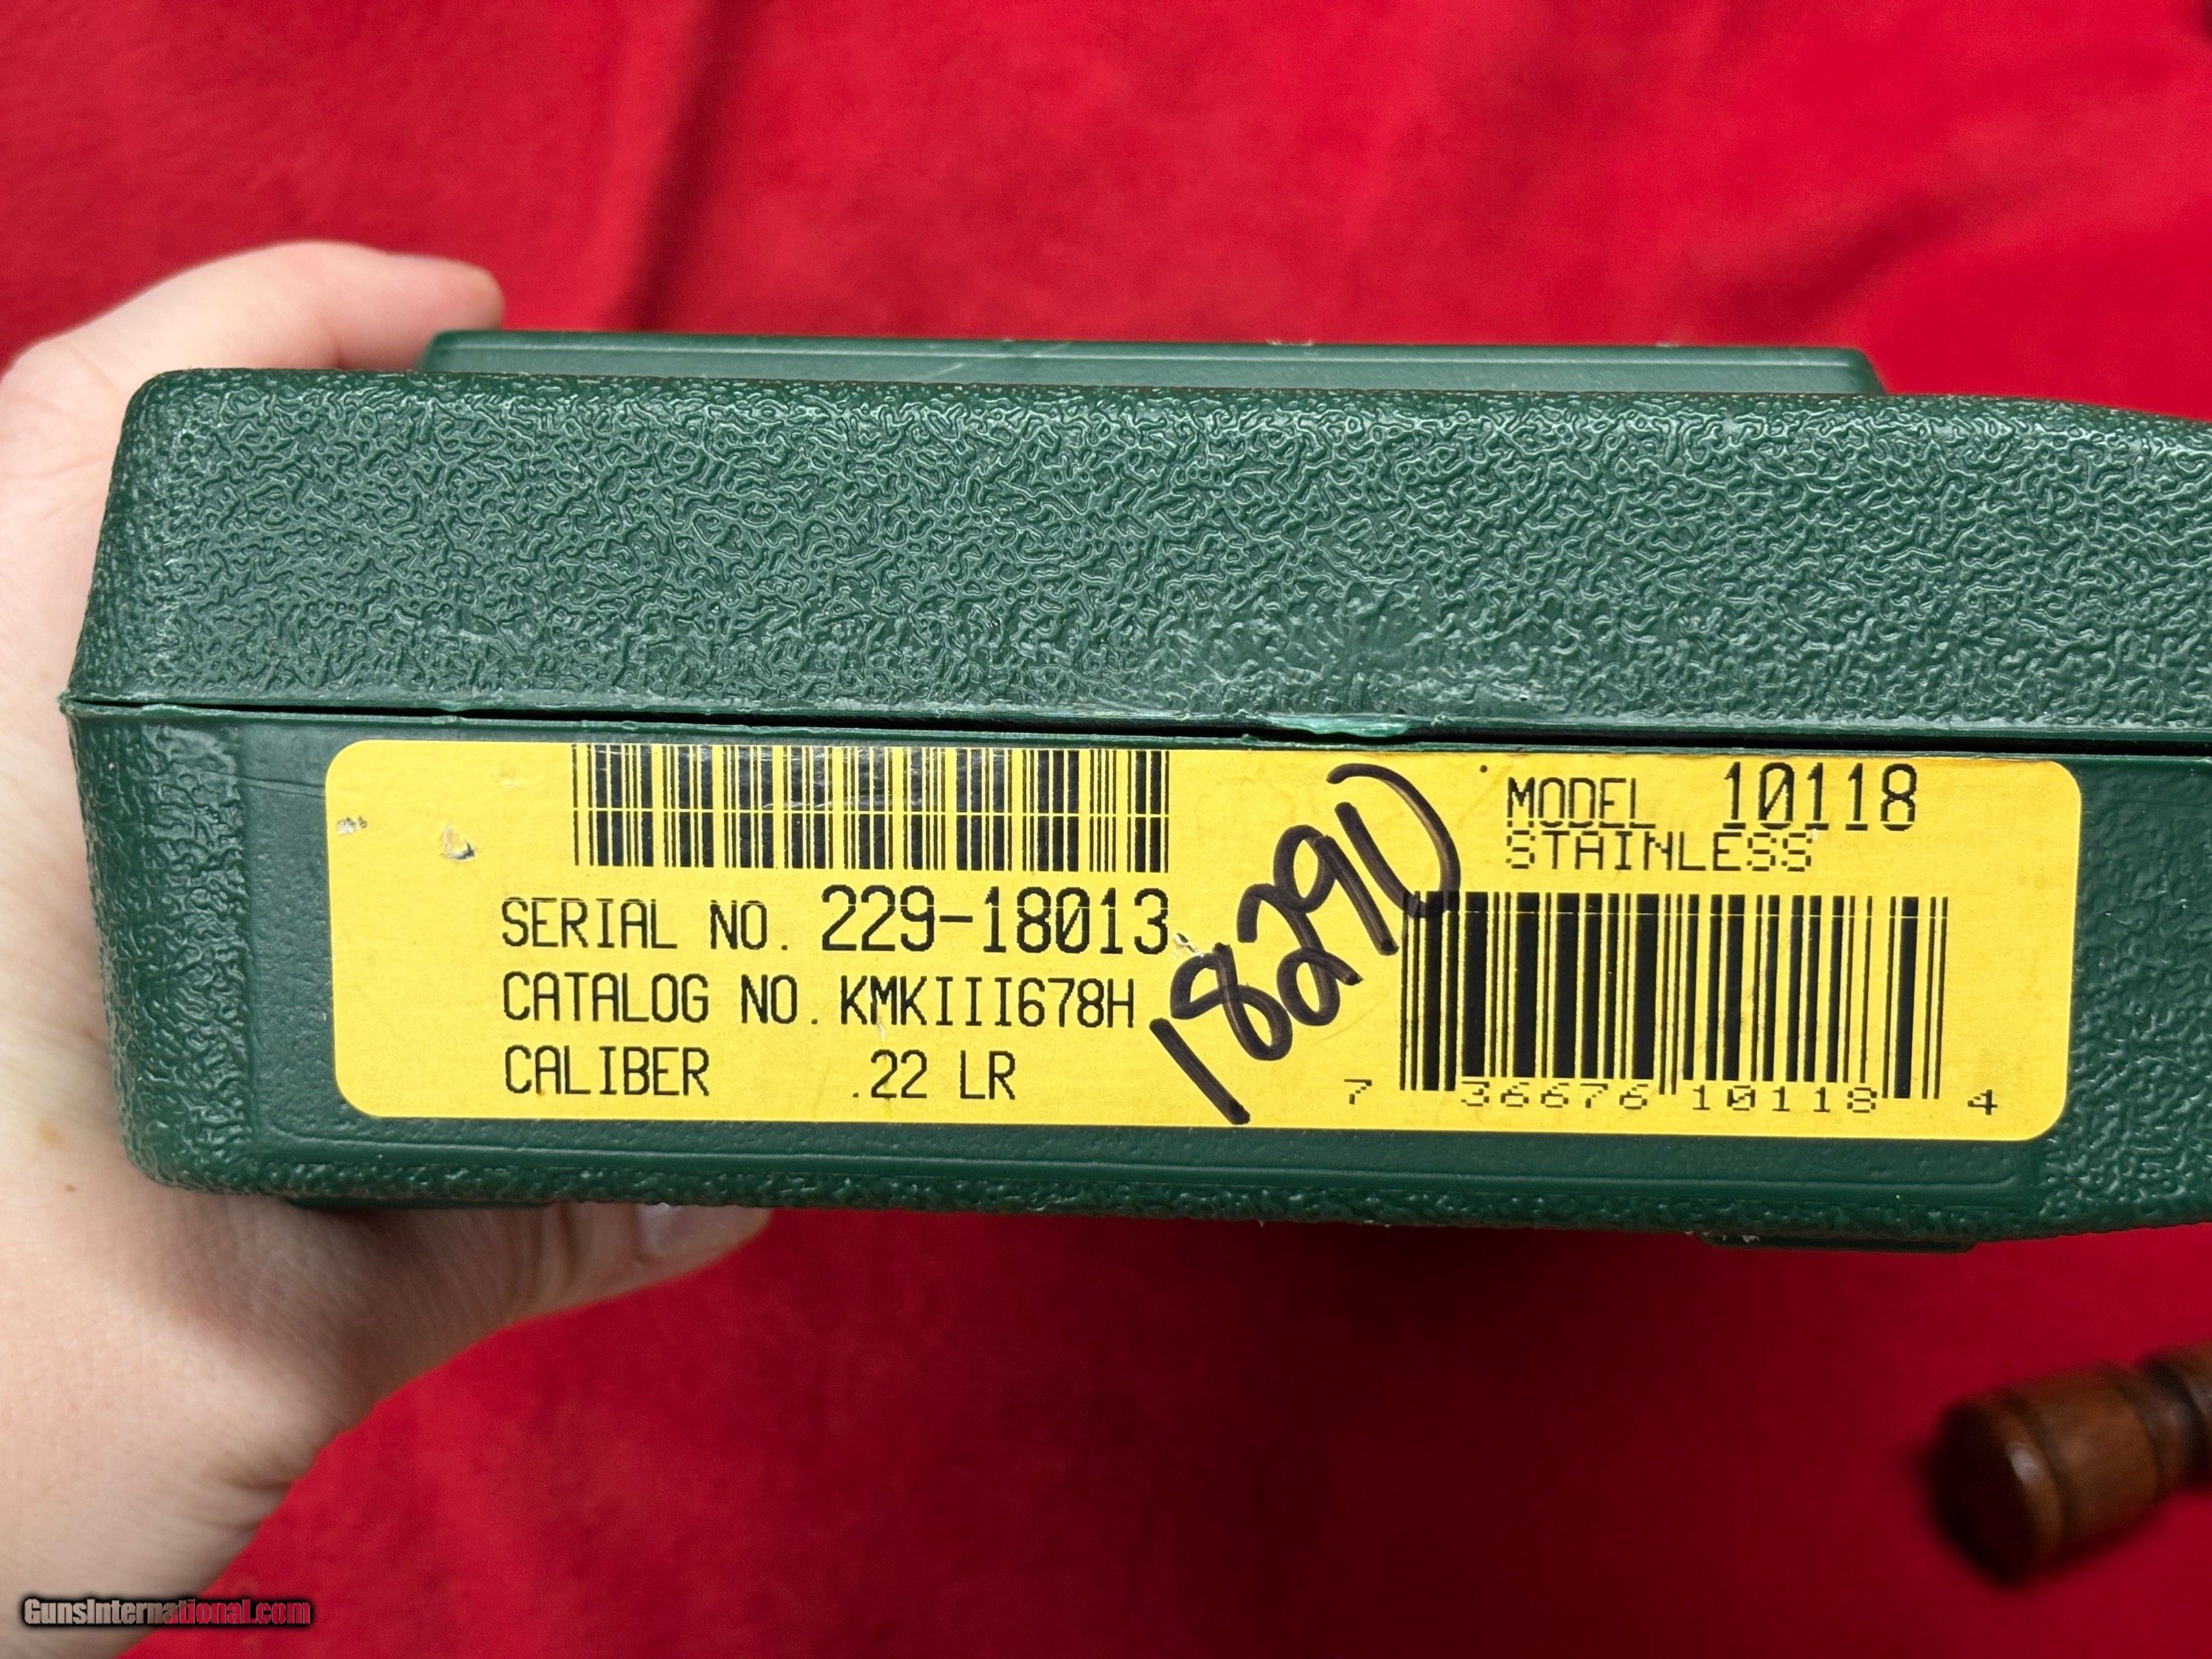 SERIAL NO. 229-18013
CATALOG NO. KMKIII678H
CALIBER .22 LR
18291
MODEL 10118
STAINLESS
7 36676 10118 4
GunsInternational.com